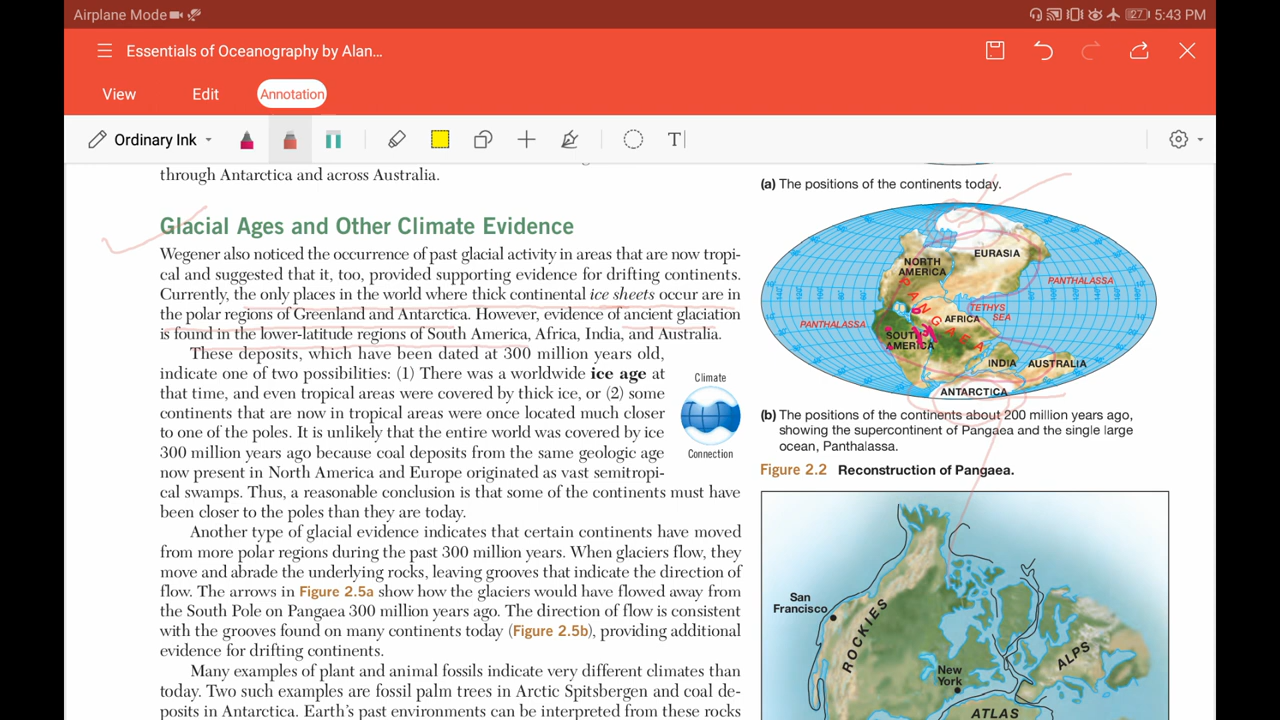 Airplane Mode
27 5:43 PM
Essentials of Oceanography by Alan...
View Edit Annotation
Ordinary Ink
T
through Antarctica and across Australia.
Glacial Ages and Other Climate Evidence
Wegener also noticed the occurrence of past glacial activity in areas that are now tropi-
cal and suggested that it, too, provided supporting evidence for drifting continents.
Currently, the only places in the world where thick continental ice sheets occur are in
the polar regions of Greenland and Antarctica. However, evidence of ancient glaciation
is found in the lower-latitude regions of South America, Africa, India, and Australia.
These deposits, which have been dated at 300 million years old,
indicate one of two possibilities: (1) There was a worldwide ice age at
that time, and even tropical areas were covered by thick ice, or (2) some
continents that are now in tropical areas were once located much closer
to one of the poles. It is unlikely that the entire world was covered by ice
300 million years ago because coal deposits from the same geologic age
now present in North America and Europe originated as vast semitropi-
cal swamps. Thus, a reasonable conclusion is that some of the continents must have
been closer to the poles than they are today.
Another type of glacial evidence indicates that certain continents have moved
from more polar regions during the past 300 million years. When glaciers flow, they
move and abrade the underlying rocks, leaving grooves that indicate the direction of
flow. The arrows in Figure 2.5a show how the glaciers would have flowed away from
the South Pole on Pangaea 300 million years ago. The direction of flow is consistent
with the grooves found on many continents today (Figure 2.5b), providing additional
evidence for drifting continents.
Many examples of plant and animal fossils indicate very different climates than
today. Two such examples are fossil palm trees in Arctic Spitsbergen and coal de-
posits in Antarctica. Earth's past environments can be interpreted from these rocks
Climate
Connection
(a) The positions of the continents today.
NORTH
AMERICA
EURASIA
PANTHALASSA
PANGAEA
TETHYS
SEA
AFRICA
PANTHALASSA
SOUTH
AMERICA
INDIA
AUSTRALIA
ANTARCTICA
(b) The positions of the continents about 200 million years ago,
showing the supercontinent of Pangaea and the single large
ocean, Panthalassa.
Figure 2.2 Reconstruction of Pangaea.
San
Francisco
ROCKIES
New
York
ALPS
ATLAS